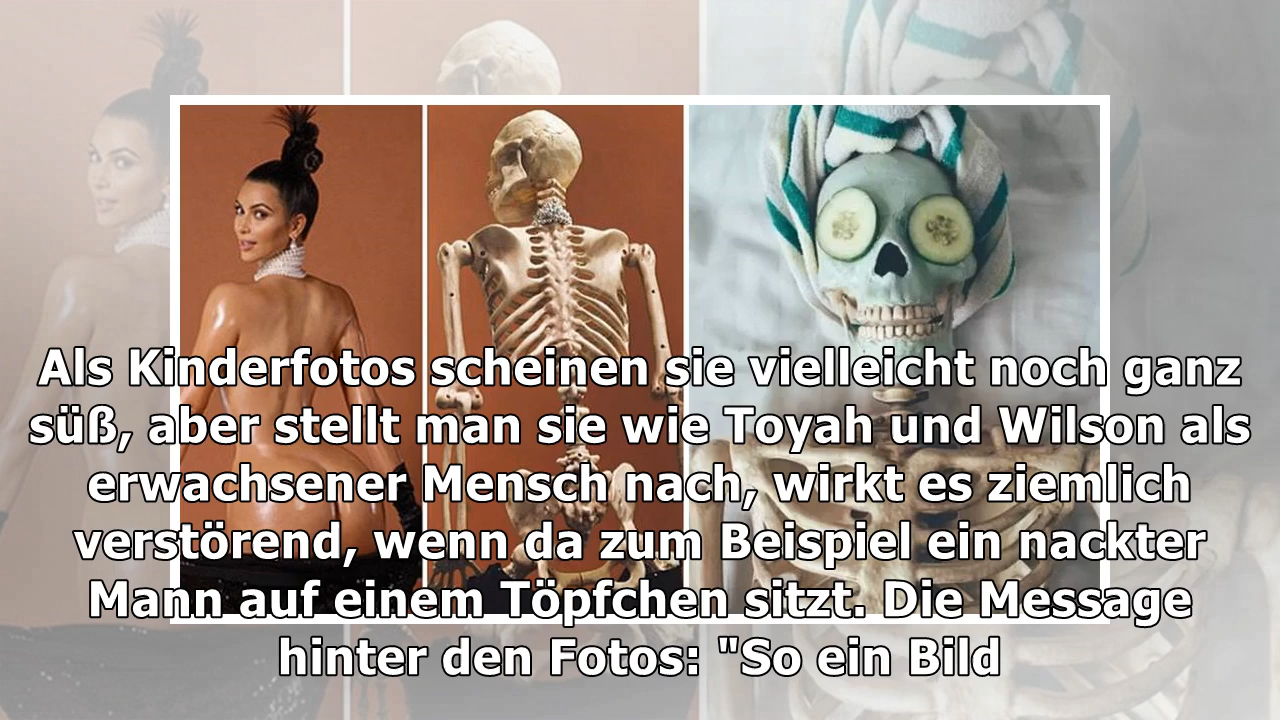 Als Kinderfotos scheinen sie vielleicht noch ganz
süß, aber stellt man sie wie Toyah und Wilson als
erwachsener Mensch nach, wirkt es ziemlich
verstörend, wenn da zum Beispiel ein nackter
Mann auf einem Töpfchen sitzt. Die Message
hinter den Fotos: "So ein Bild